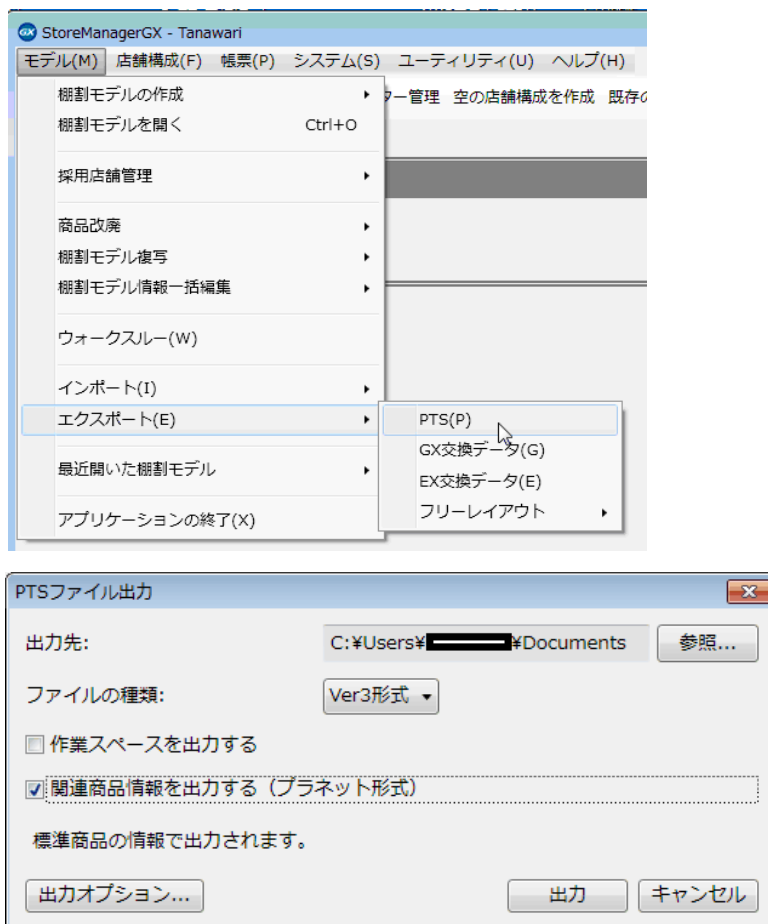 GX StoreManagerGX - Tanawari
モデル(M) 店舗構成(F) 帳票(P) システム(S) ユーティリティ(U) ヘルプ(H)
棚割モデルの作成 ター管理 空の店舗構成を作成 既存の
棚割モデルを開く Ctrl+O
採用店舗管理
商品改廃
棚割モデル複写
棚割モデル情報一括編集
ウォークスルー(W)
インポート(I)
エクスポート(E) PTS(P)
GX交換データ(G)
最近開いた棚割モデル EX交換データ(E)
アプリケーションの終了(X) フリーレイアウト
PTSファイル出力
出力先: C:¥Users¥ ¥Documents 参照...
ファイルの種類: Ver3形式
作業スペースを出力する
関連商品情報を出力する（プラネット形式）
標準商品の情報で出力されます。
出力オプション... 出力 キャンセル